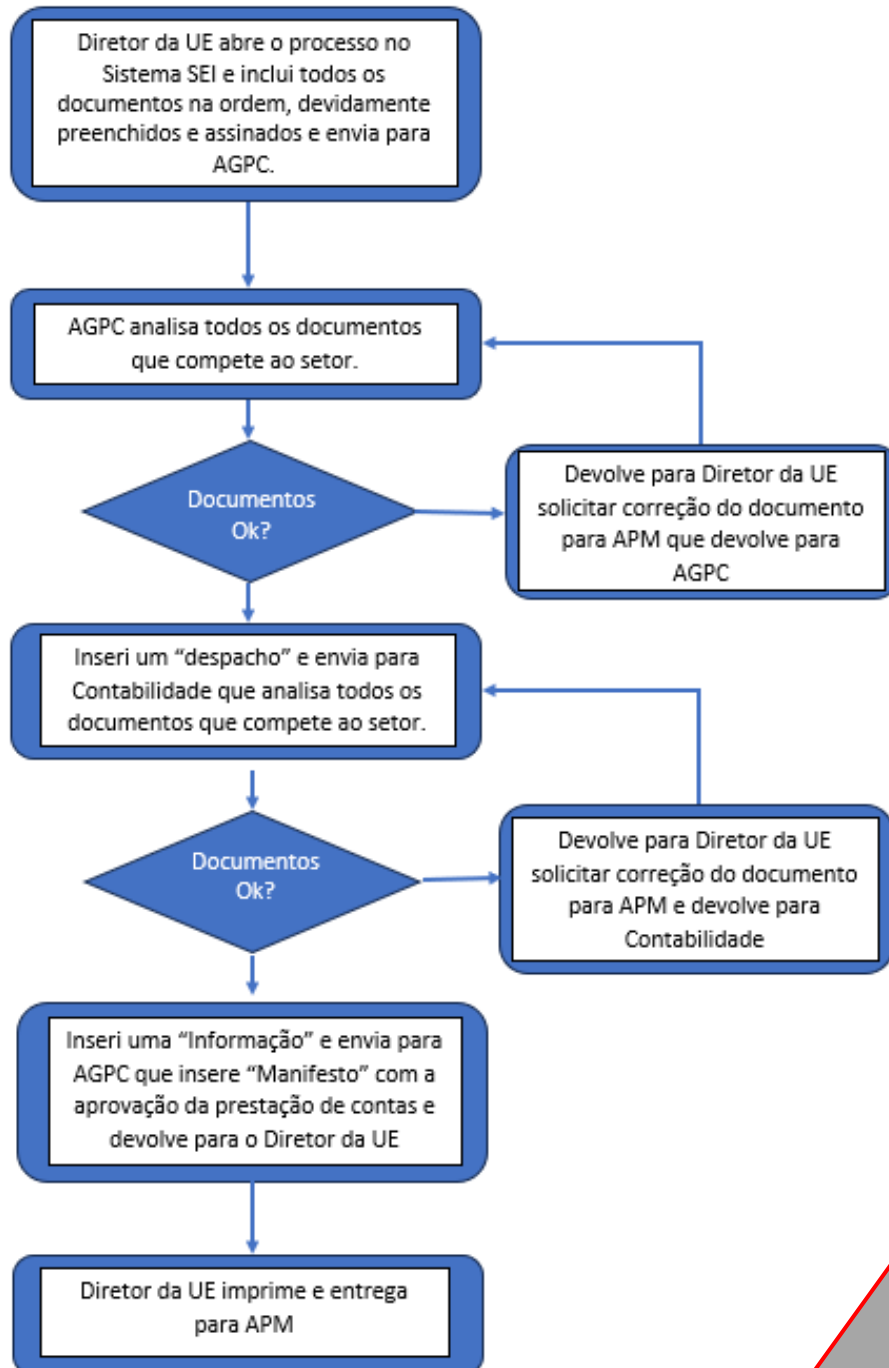 Diretor da UE abre o processo no
Sistema SEI e inclui todos os
documentos na ordem, devidamente
preenchidos e assinados e envia para
AGPC.
AGPC analisa todos os documentos
que compete ao setor.
Documentos
Ok?
Devolve para Diretor da UE
solicitar correção do documento
para APM que devolve para
AGPC
Inseri um “despacho” e envia para
Contabilidade que analisa todos os
documentos que compete ao setor.
Documentos
Ok?
Devolve para Diretor da UE
solicitar correção do documento
para APM e devolve para
Contabilidade
Inseri uma “Informação” e envia para
AGPC que insere “Manifesto” com a
aprovação da prestação de contas e
devolve para o Diretor da UE
Diretor da UE imprime e entrega
para APM